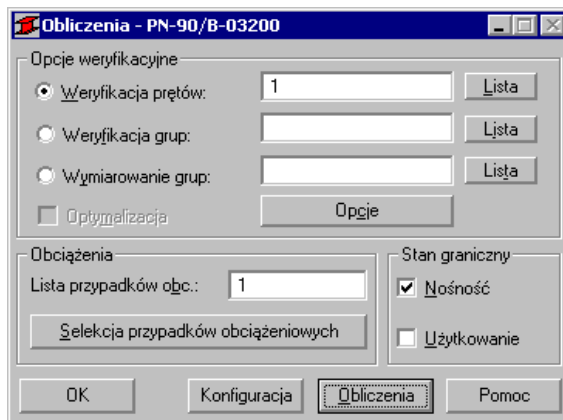 Obliczenia - PN-90/B-03200
Opcje weryfikacyjne
Weryfikacja prętów: 1 Lista
Weryfikacja grup: Lista
Wymiarowanie grup: Lista
Optymalizacja Opcje
Obciążenia
Lista przypadków obc.: 1
Selekcja przypadków obciążeniowych
Stan graniczny
Nośność
Użytkowanie
OK Konfiguracja Obliczenia Pomoc